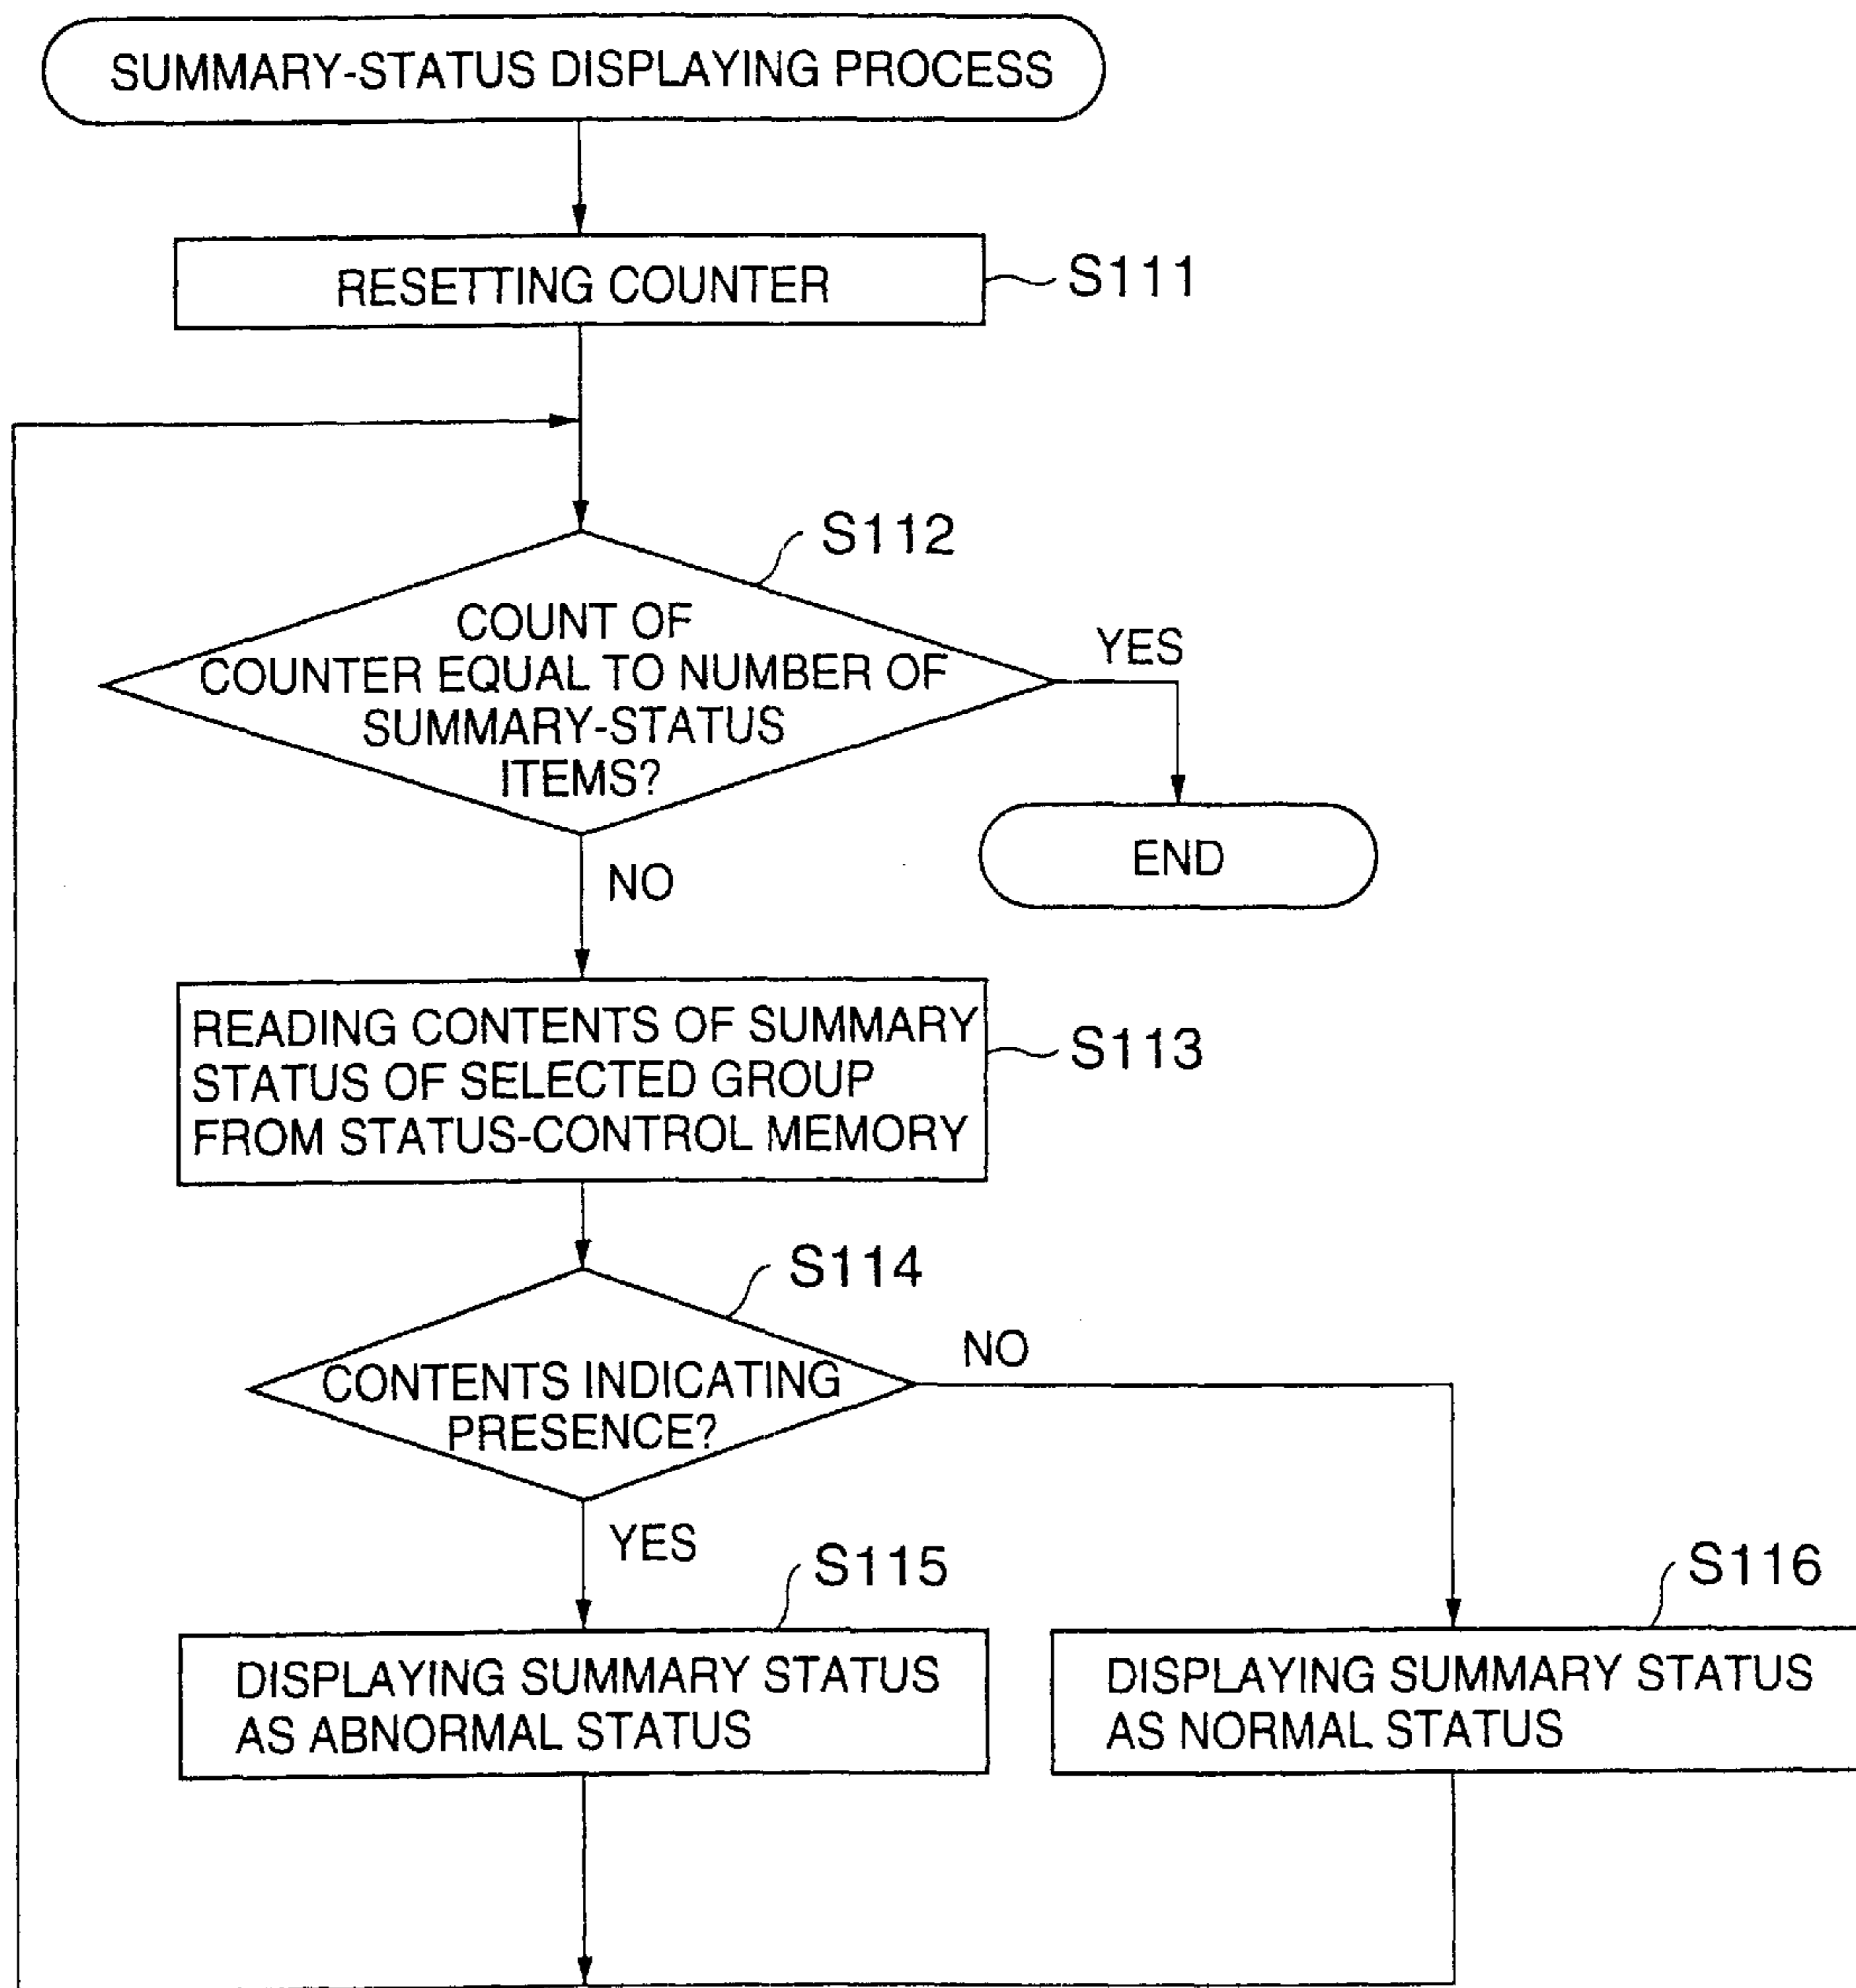 SUMMARY-STATUS DISPLAYING PROCESS
RESETTING COUNTER
S111
S112
COUNT OF
COUNTER EQUAL TO NUMBER OF
SUMMARY-STATUS
ITEMS?
YES
END
NO
READING CONTENTS OF SUMMARY
STATUS OF SELECTED GROUP
FROM STATUS-CONTROL MEMORY
S113
S114
CONTENTS INDICATING
PRESENCE?
NO
YES
S115
DISPLAYING SUMMARY STATUS
AS ABNORMAL STATUS
S116
DISPLAYING SUMMARY STATUS
AS NORMAL STATUS